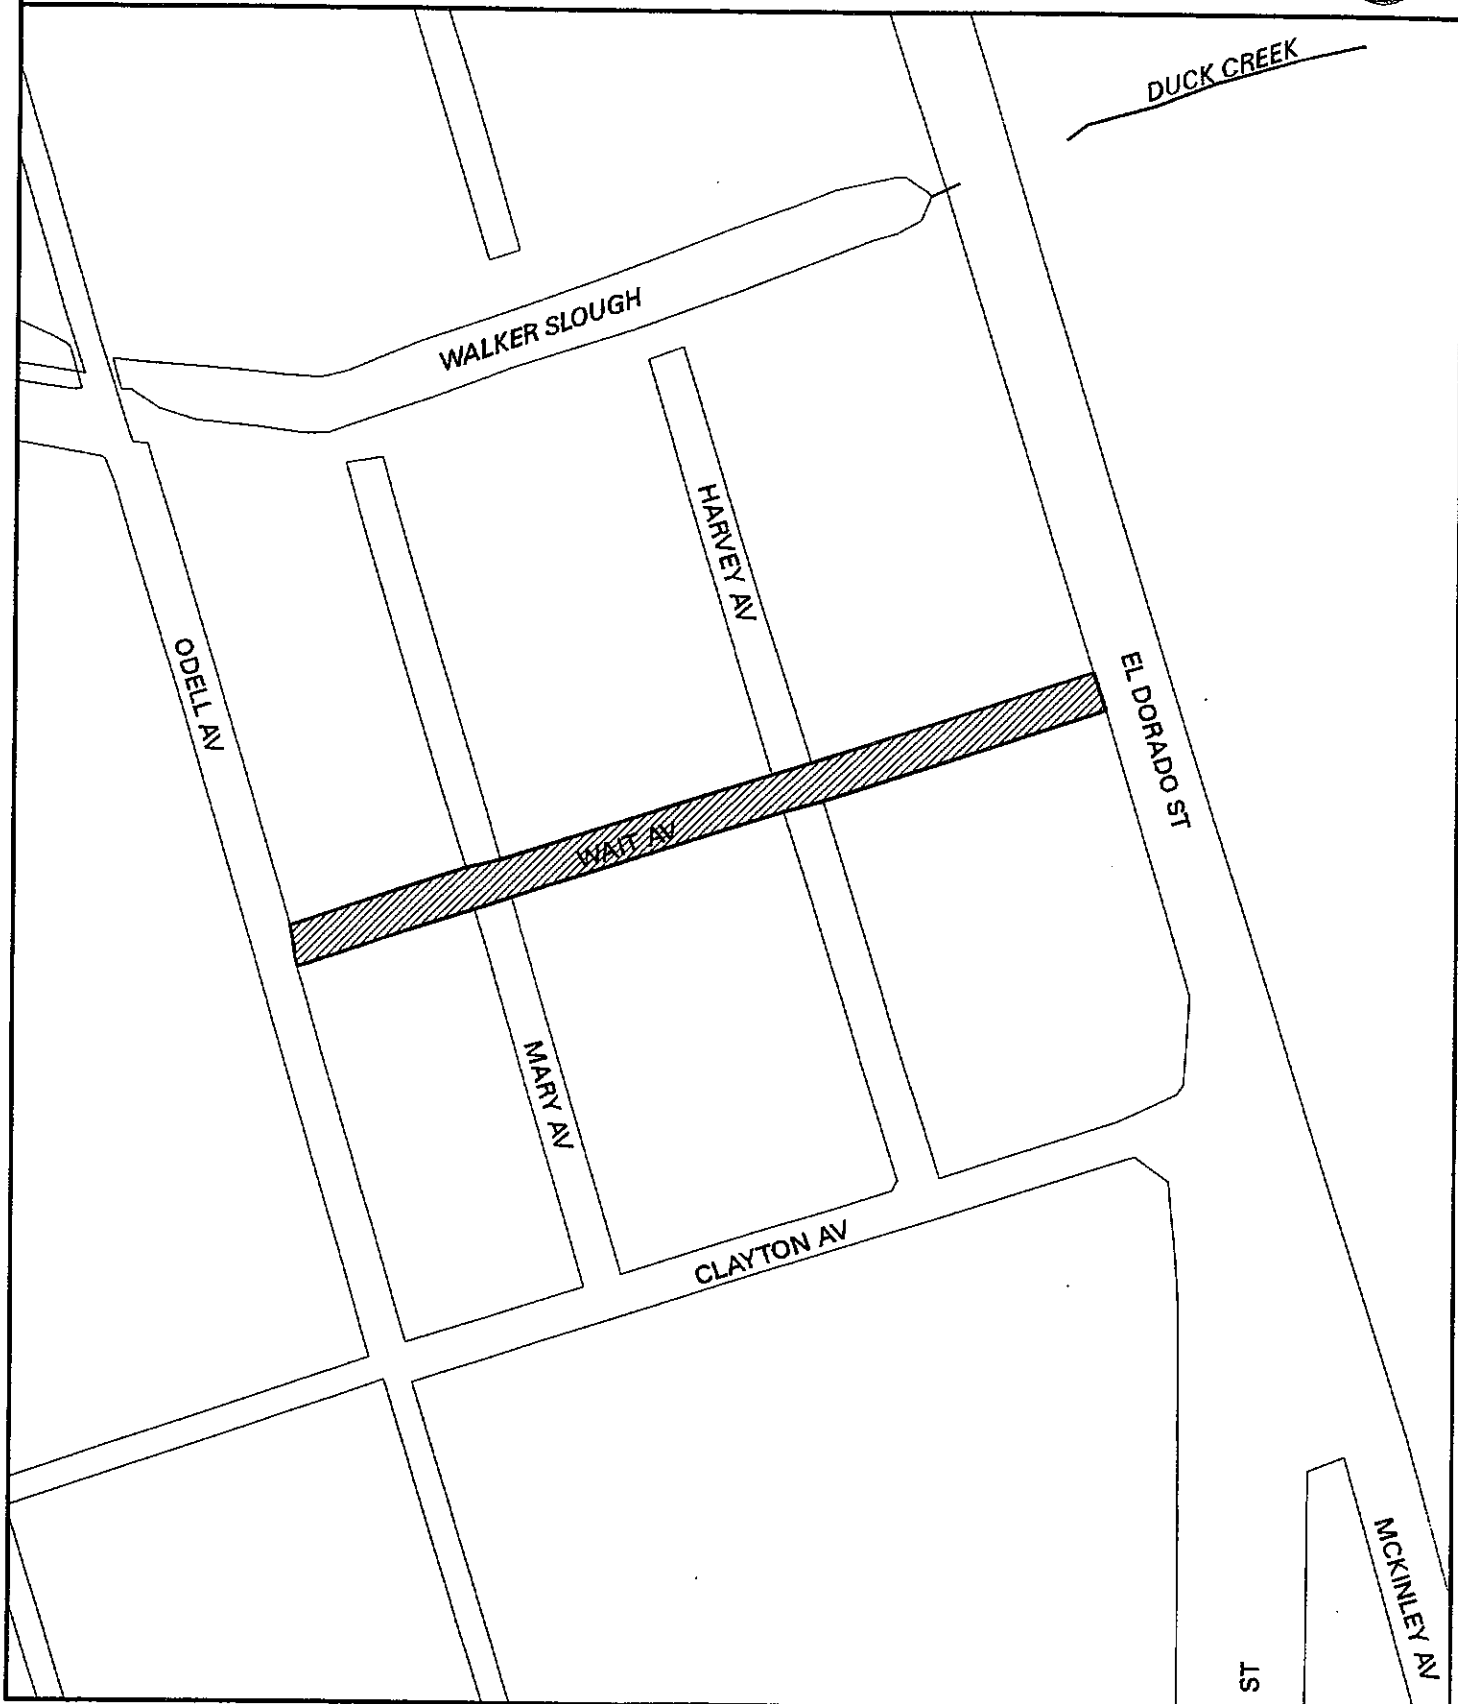 DUCK CREEK
WALKER SLOUGH
HARVEY AV
ODELL AV
EL DORADO ST
WAIT AV
MARY AV
CLAYTON AV
MCKINLEY AV
ST